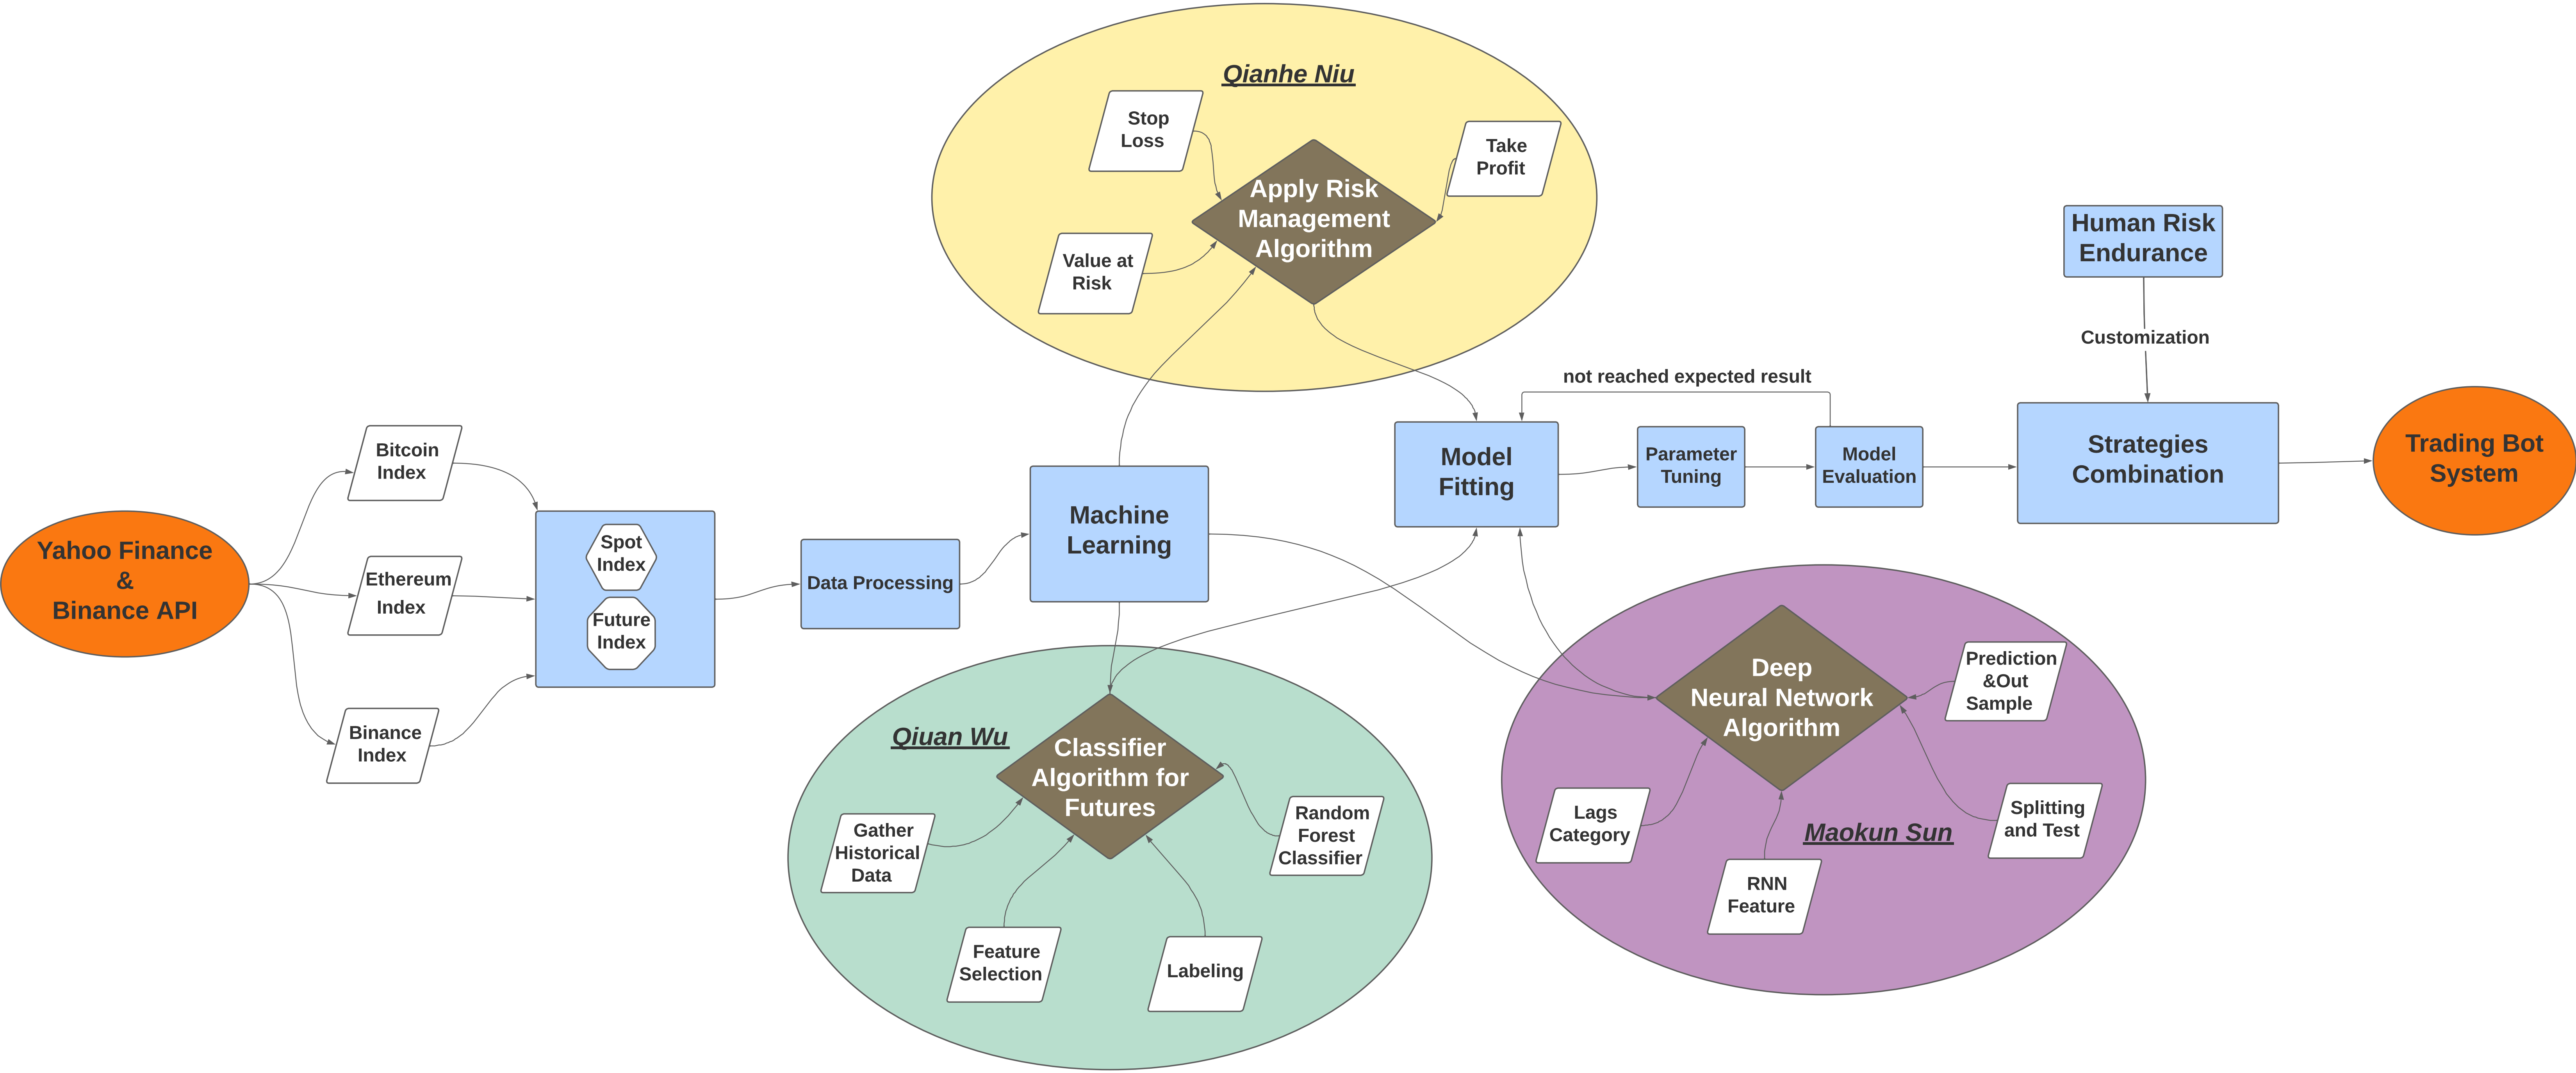 Qianhe Niu
Stop
Loss
Take
Profit
Apply Risk
Management
Algorithm
Value at
Risk
Human Risk
Endurance
Customization
not reached expected result
Bitcoin
Index
Ethereum
Index
Binance
Index
Yahoo Finance
&
Binance API
Spot
Index
Future
Index
Data Processing
Machine
Learning
Model
Fitting
Parameter
Tuning
Model
Evaluation
Strategies
Combination
Trading Bot
System
Qiuan Wu
Classifier
Algorithm for
Futures
Gather
Historical
Data
Feature
Selection
Labeling
Random
Forest
Classifier
Deep
Neural Network
Algorithm
Prediction
&Out
Sample
Lags
Category
RNN
Feature
Maokun Sun
Splitting
and Test